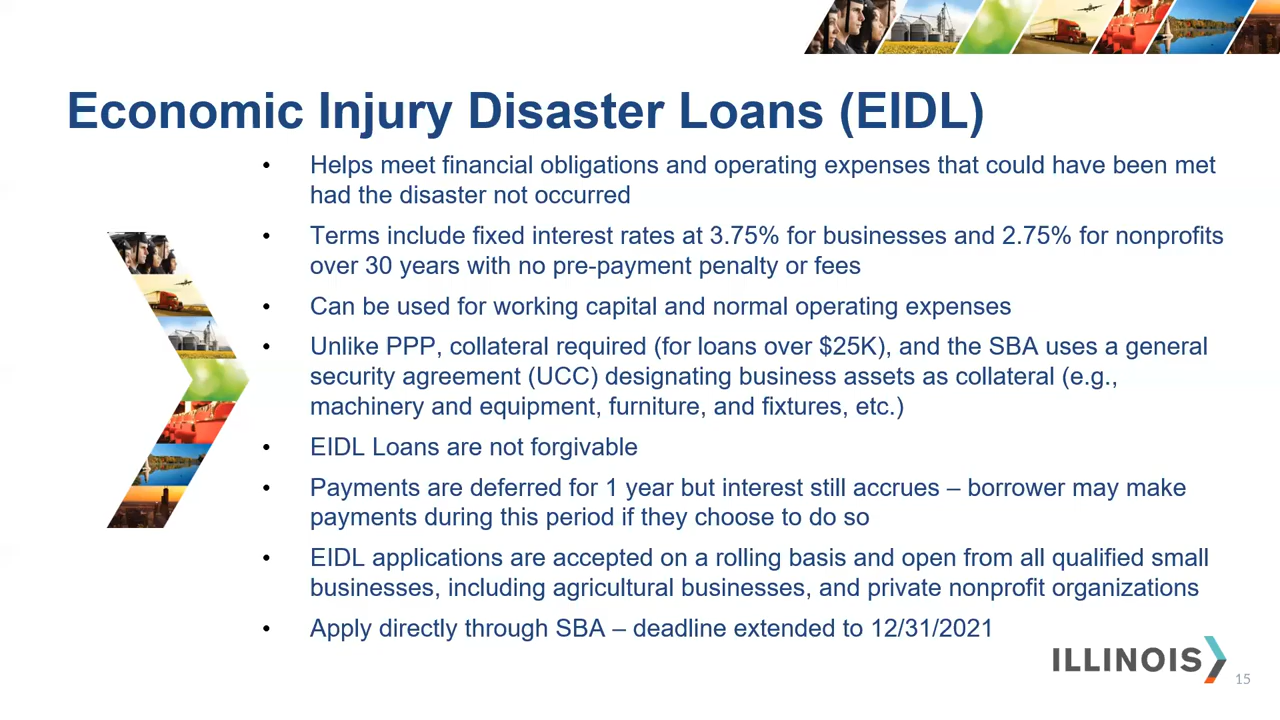 Economic Injury Disaster Loans (EIDL)
• Helps meet financial obligations and operating expenses that could have been met
had the disaster not occurred
• Terms include fixed interest rates at 3.75% for businesses and 2.75% for nonprofits
over 30 years with no pre-payment penalty or fees
• Can be used for working capital and normal operating expenses
• Unlike PPP, collateral required (for loans over $25K), and the SBA uses a general
security agreement (UCC) designating business assets as collateral (e.g.,
machinery and equipment, furniture, and fixtures, etc.)
• EIDL Loans are not forgivable
• Payments are deferred for 1 year but interest still accrues – borrower may make
payments during this period if they choose to do so
• EIDL applications are accepted on a rolling basis and open from all qualified small
businesses, including agricultural businesses, and private nonprofit organizations
• Apply directly through SBA – deadline extended to 12/31/2021
ILLINOIS
15